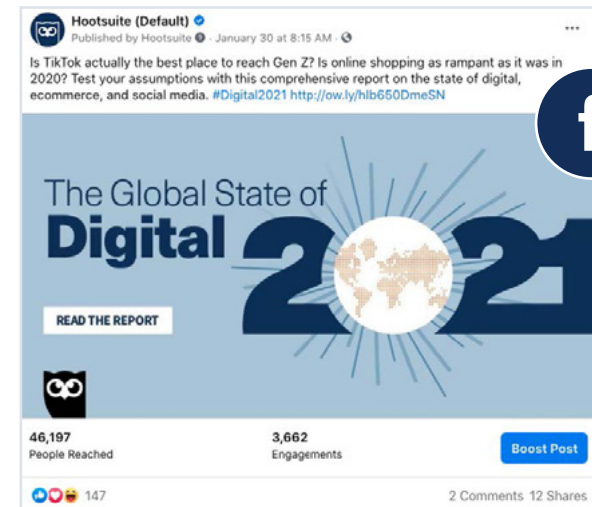 Hootsuite (Default)
Published by Hootsuite · January 30 at 8:15 AM ·
...
Is TikTok actually the best place to reach Gen Z? Is online shopping as rampant as it was in
2020? Test your assumptions with this comprehensive report on the state of digital,
ecommerce, and social media. #Digital2021 http://ow.ly/hlb650DmeSN
f
The Global State of
Digital 2021
READ THE REPORT
46,197
People Reached
3,662
Engagements
Boost Post
147
2 Comments 12 Shares